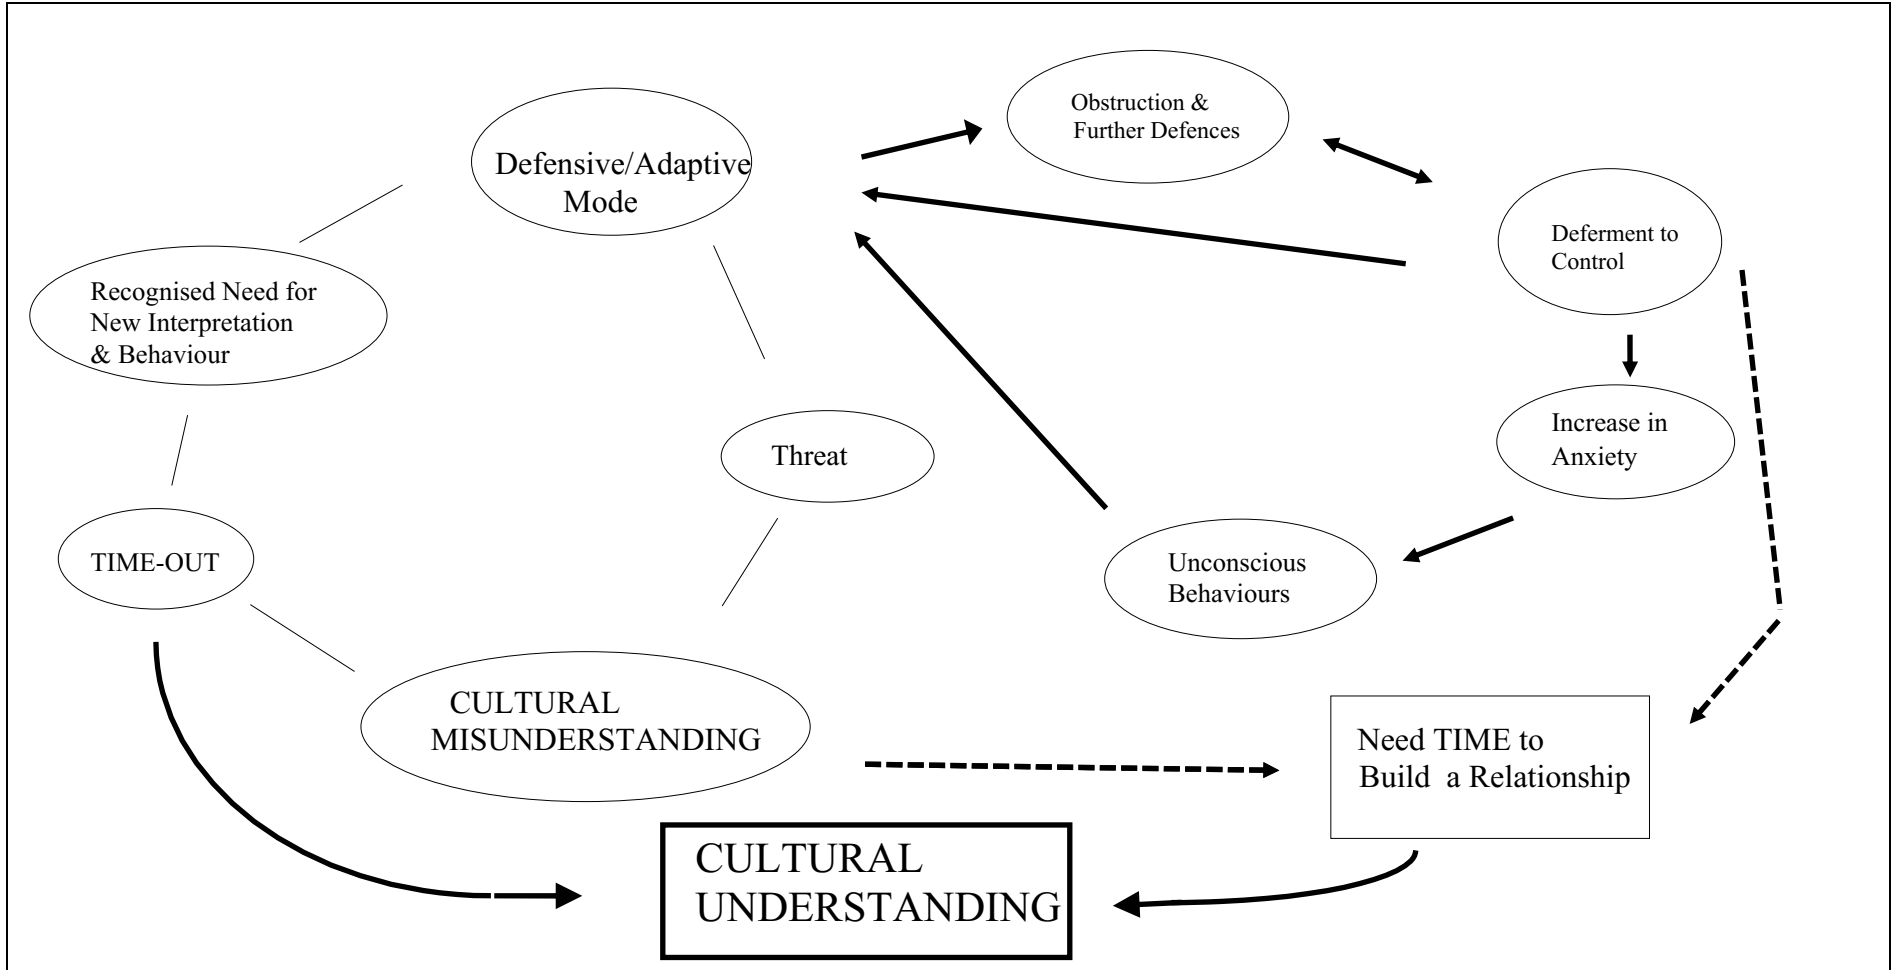 Obstruction &
Further Defences
Defensive/Adaptive
Mode
Deferment to
Control
Recognised Need for
New Interpretation
& Behaviour
Increase in
Anxiety
Threat
TIME-OUT
Unconscious
Behaviours
CULTURAL
MISUNDERSTANDING
Need TIME to
Build a Relationship
CULTURAL
UNDERSTANDING